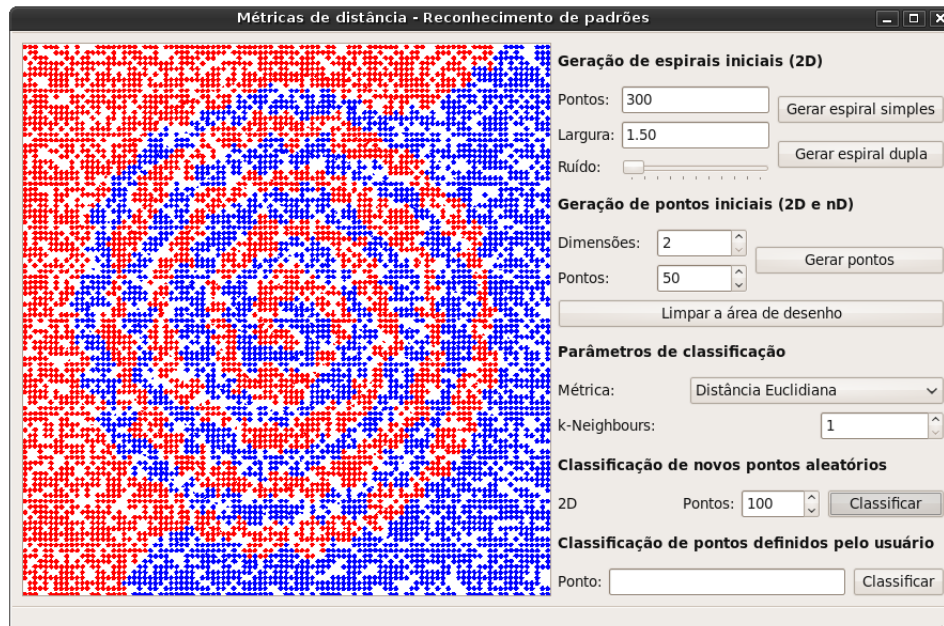 Métricas de distância - Reconhecimento de padrões
Geração de espirais iniciais (2D)
Pontos: 300
Gerar espiral simples
Largura: 1.50
Gerar espiral dupla
Ruído:
Geração de pontos iniciais (2D e nD)
Dimensões: 2
Gerar pontos
Pontos: 50
Limpar a área de desenho
Parâmetros de classificação
Métrica: Distância Euclidiana
k-Neighbours: 1
Classificação de novos pontos aleatórios
2D Pontos: 100 Classificar
Classificação de pontos definidos pelo usuário
Ponto: Classificar